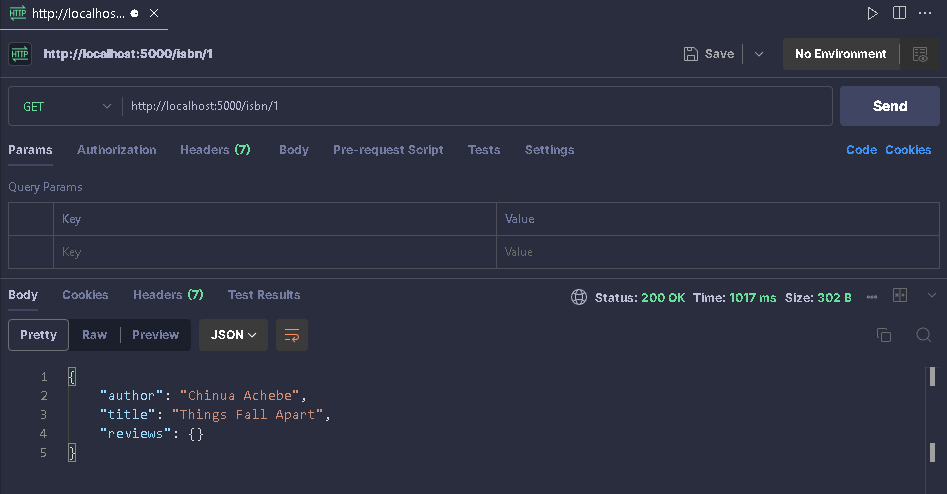 HTTP http://localhos...
HTTP http://localhost:5000/isbn/1 Save No Environment
GET http://localhost:5000/isbn/1 Send
Params Authorization Headers (7) Body Pre-request Script Tests Settings Code Cookies
Query Params
Key Value
Key Value
Body Cookies Headers (7) Test Results Status: 200 OK Time: 1017 ms Size: 302 B
Pretty Raw Preview JSON
1 {
2 "author": "Chinua Achebe",
3 "title": "Things Fall Apart",
4 "reviews": {}
5 }